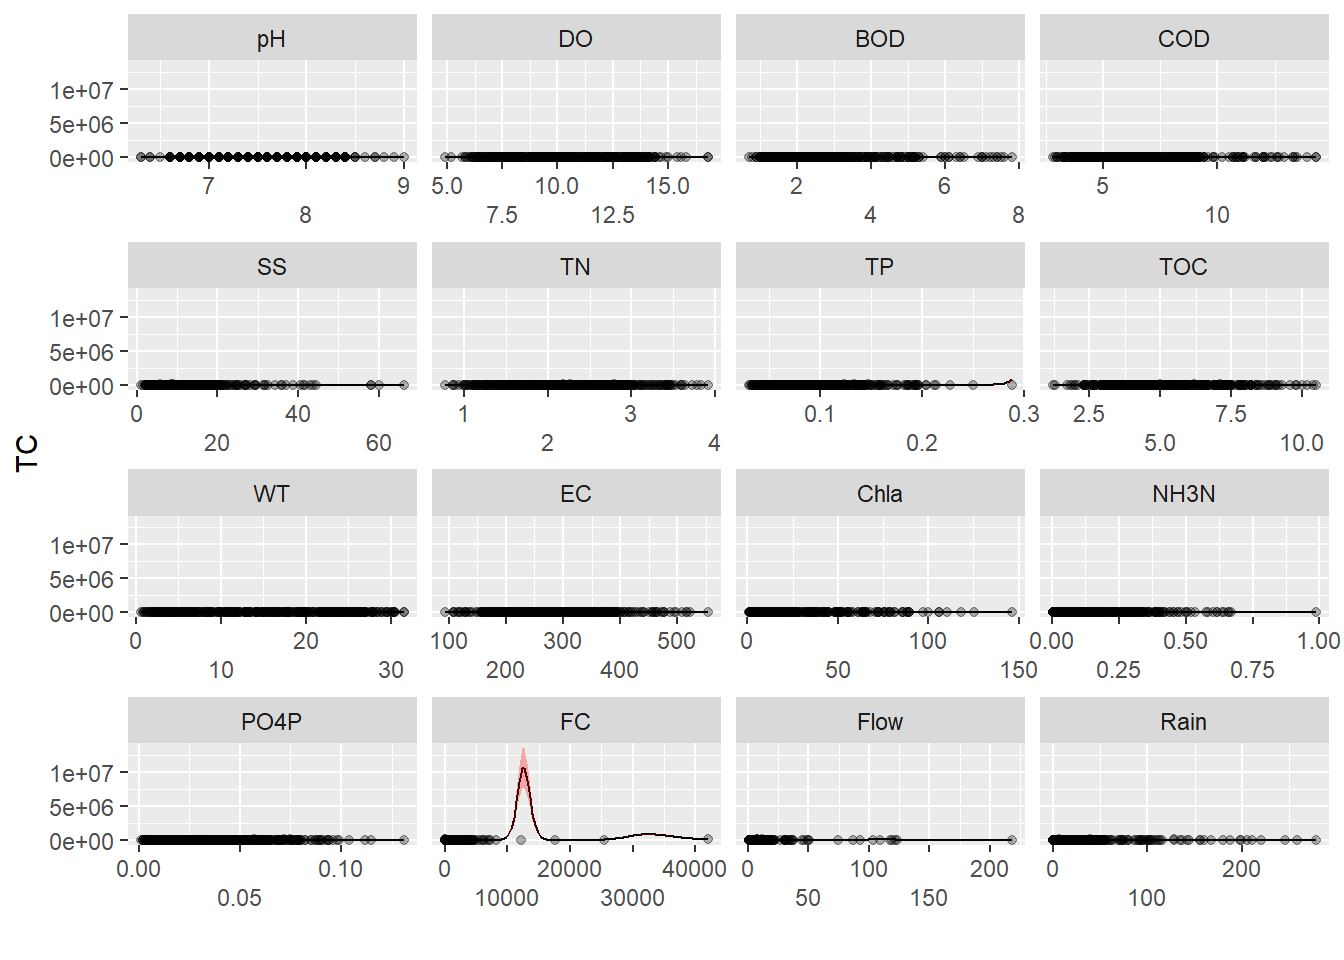 pH DO BOD COD
1e+07
5e+06
0e+00
7 9 5.0 10.0 15.0 2 6 5
8 7.5 12.5 4 8 10
SS TN TP TOC
1e+07
5e+06
0e+00
0 40 1 3 0.1 0.3 2.5 7.5
20 60 2 4 0.2 5.0 10.0
TC
WT EC Chla NH3N
1e+07
5e+06
0e+00
0 20 100 300 500 0 100 0.00 0.50 1.00
10 30 200 400 50 150 0.25 0.75
PO4P FC Flow Rain
1e+07
5e+06
0e+00
0.00 0.10 0 20000 40000 0 100 200 0 200
0.05 10000 30000 50 150 100